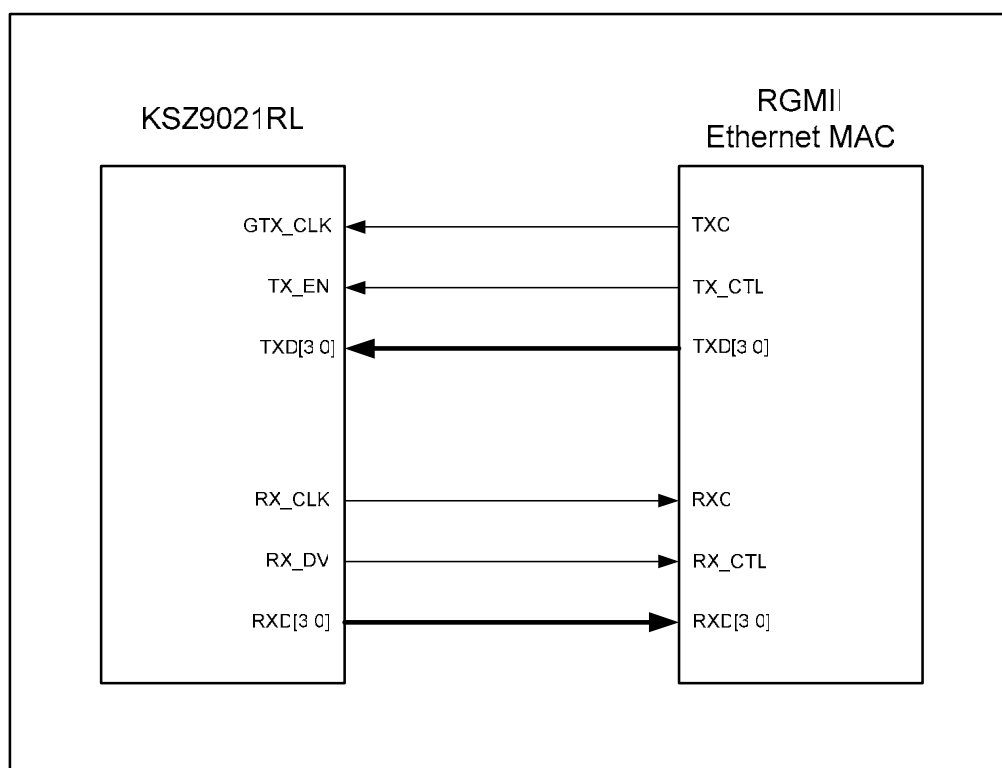 KSZ9021RL
RGMII
Ethernet MAC
GTX_CLK
TXC
TX_EN
TX_CTL
TXD[3 0]
TXD[3 0]
RX_CLK
RXC
RX_DV
RX_CTL
RXD[3 0]
RXD[3 0]